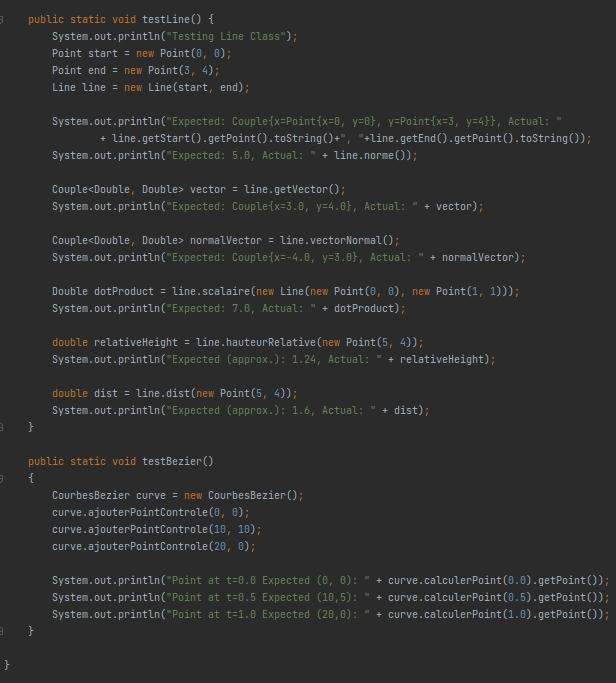 public static void testLine() {
System.out.println("Testing Line Class");
Point start = new Point(0, 0);
Point end = new Point(3, 4);
Line line = new Line(start, end);
System.out.println("Expected: Couple{x=Point{x=0, y=0}, y=Point{x=3, y=4}}, Actual: "
+ line.getStart().getPoint().toString()+", "+line.getEnd().getPoint().toString());
System.out.println("Expected: 5.0, Actual: " + line.norme());
Couple<Double, Double> vector = line.getVector();
System.out.println("Expected: Couple{x=3.0, y=4.0}, Actual: " + vector);
Couple<Double, Double> normalVector = line.vectorNormal();
System.out.println("Expected: Couple{x=-4.0, y=3.0}, Actual: " + normalVector);
Double dotProduct = line.scalaire(new Line(new Point(0, 0), new Point(1, 1)));
System.out.println("Expected: 7.0, Actual: " + dotProduct);
double relativeHeight = line.hauteurRelative(new Point(5, 4));
System.out.println("Expected (approx.): 1.24, Actual: " + relativeHeight);
double dist = line.dist(new Point(5, 4));
System.out.println("Expected (approx.): 1.6, Actual: " + dist);
}
public static void testBezier()
{
CourbesBezier curve = new CourbesBezier();
curve.ajouterPointControle(0, 0);
curve.ajouterPointControle(10, 10);
curve.ajouterPointControle(20, 0);
System.out.println("Point at t=0.0 Expected (0, 0): " + curve.calculerPoint(0.0).getPoint());
System.out.println("Point at t=0.5 Expected (10,5): " + curve.calculerPoint(0.5).getPoint());
System.out.println("Point at t=1.0 Expected (20,0): " + curve.calculerPoint(1.0).getPoint());
}
}